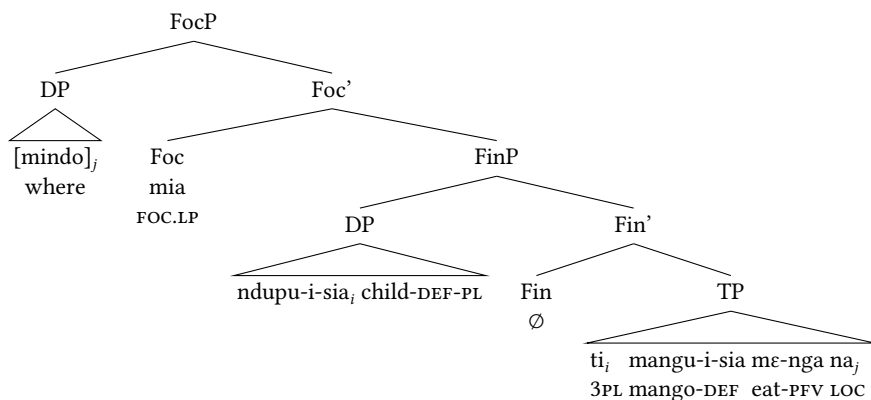 FocP
DP Foc’
[mindo]j Foc FinP
where mia
FOC.LP DP Fin’
ndupu-i-siai child-DEF-PL Fin TP
∅
tii mangu-i-sia mɛ-nga naj
3PL mango-DEF eat-PFV LOC